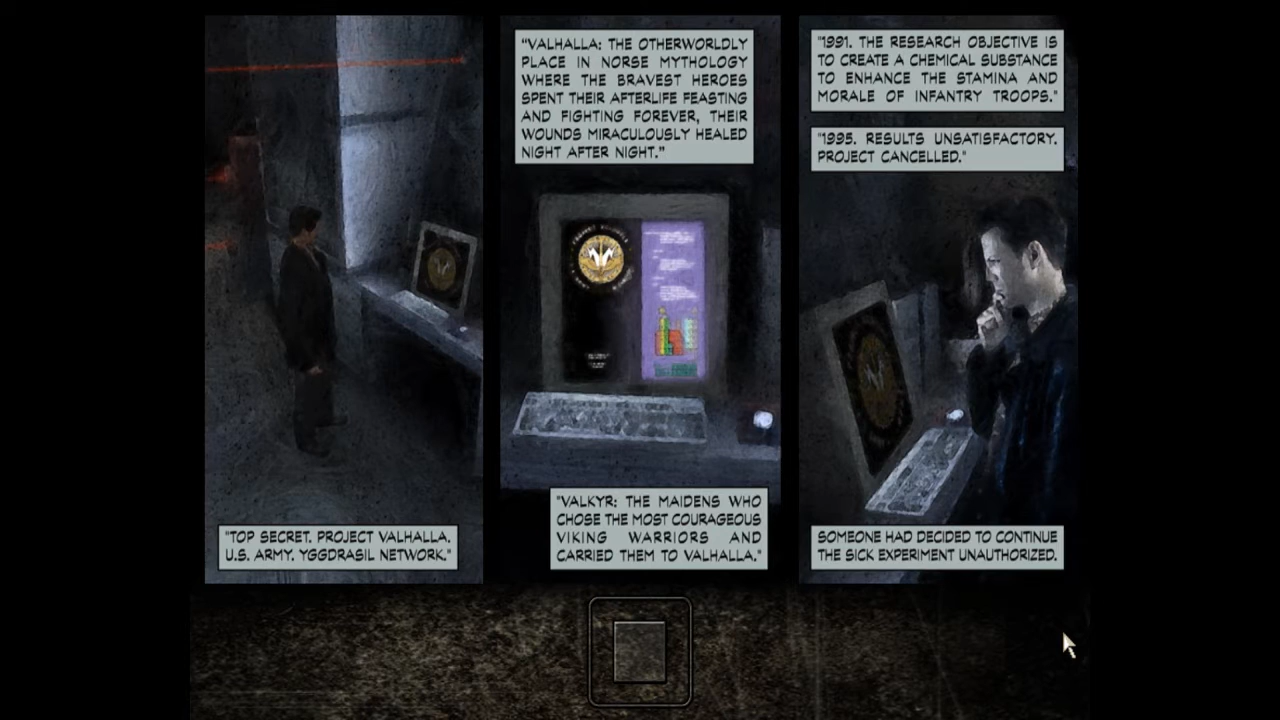 "TOP SECRET. PROJECT VALHALLA.
U.S. ARMY. YGGDRASIL NETWORK."
"VALHALLA: THE OTHERWORLDLY
PLACE IN NORSE MYTHOLOGY
WHERE THE BRAVEST HEROES
SPENT THEIR AFTERLIFE FEASTING
AND FIGHTING FOREVER, THEIR
WOUNDS MIRACULOUSLY HEALED
NIGHT AFTER NIGHT."
"VALKYR: THE MAIDENS WHO
CHOSE THE MOST COURAGEOUS
VIKING WARRIORS AND
CARRIED THEM TO VALHALLA."
"1991. THE RESEARCH OBJECTIVE IS
TO CREATE A CHEMICAL SUBSTANCE
TO ENHANCE THE STAMINA AND
MORALE OF INFANTRY TROOPS."
"1995. RESULTS UNSATISFACTORY.
PROJECT CANCELLED."
SOMEONE HAD DECIDED TO CONTINUE
THE SICK EXPERIMENT UNAUTHORIZED.